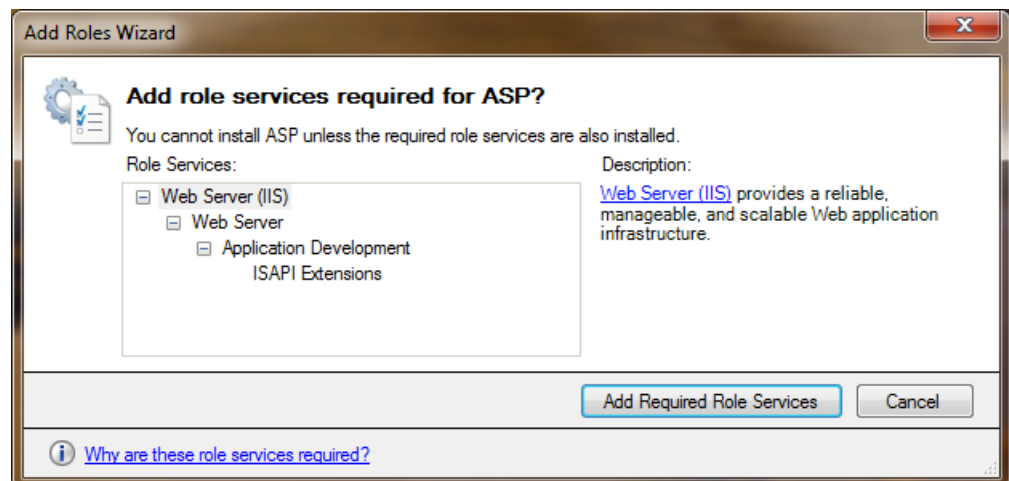 Add Roles Wizard
Add role services required for ASP?
You cannot install ASP unless the required role services are also installed.
Role Services:
Web Server (IIS)
Web Server
Application Development
ISAPI Extensions
Description:
Web Server (IIS) provides a reliable,
manageable, and scalable Web application
infrastructure.
Add Required Role Services
Cancel
Why are these role services required?